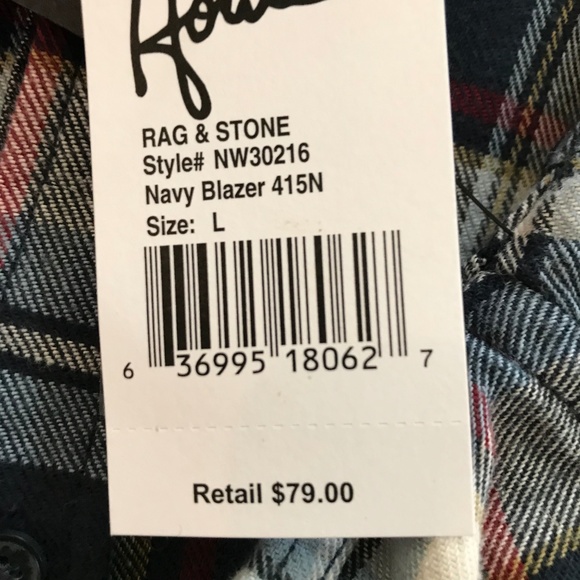 RAG & STONE
Style# NW30216
Navy Blazer 415N
Size: L
6 36995 18062 7
Retail $79.00